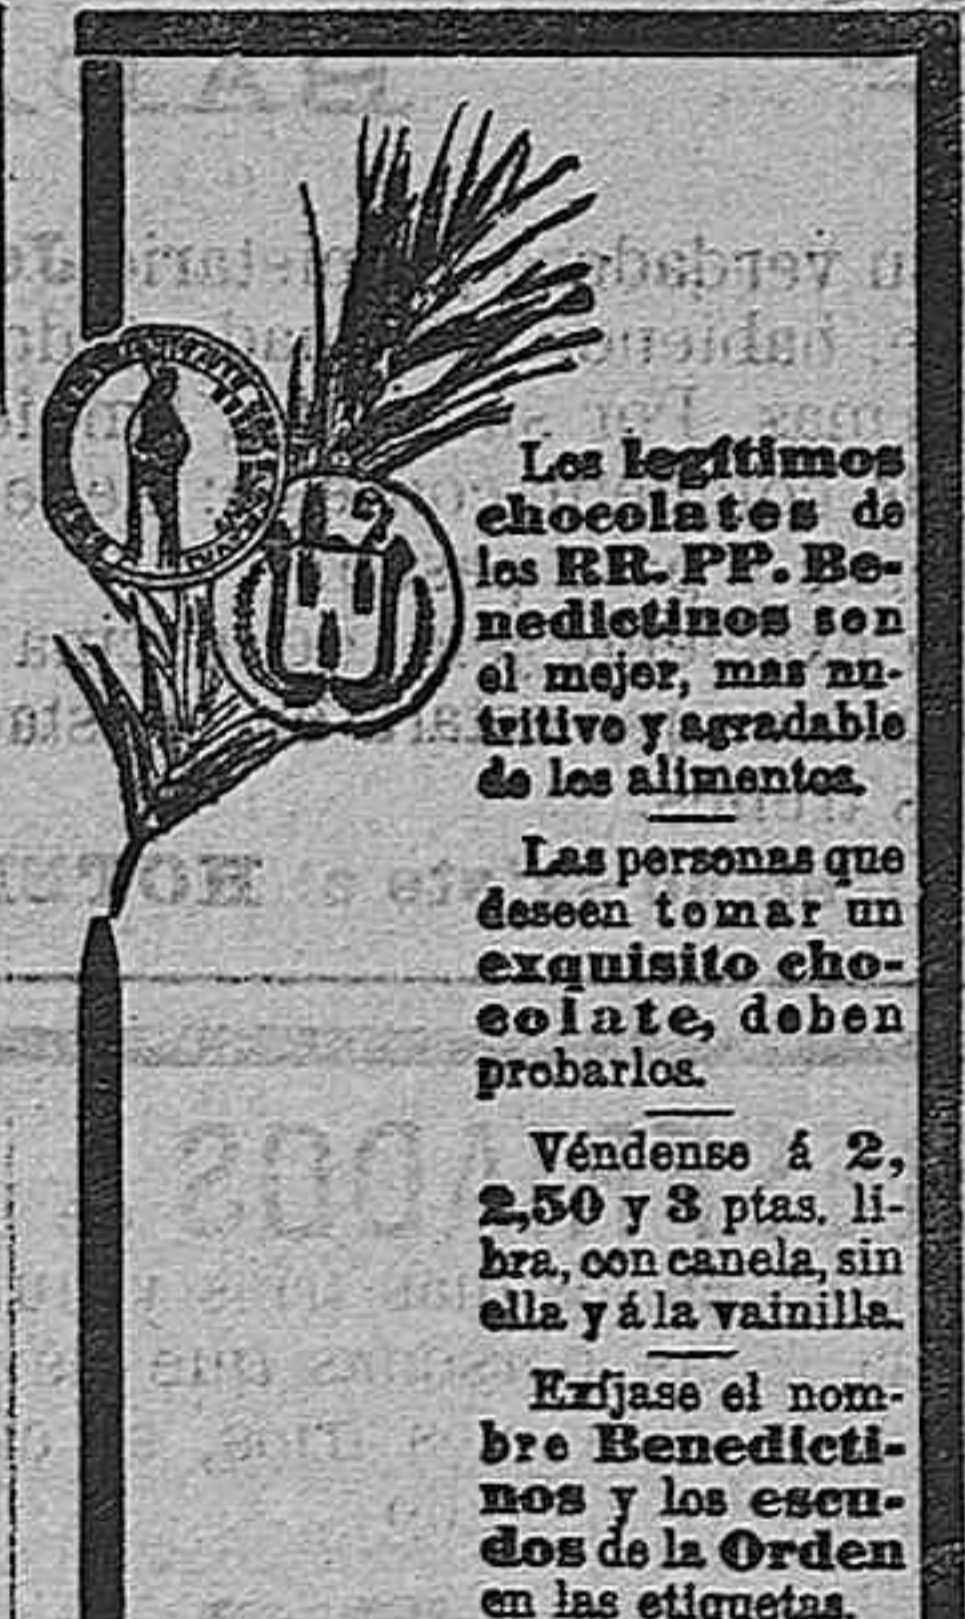 Los legítimos
chocolates de
los RR. PP. Be-
nedictinos son
el mejor, mas nu-
tritivo y agradable
de los alimentos.
Las personas que
deseen tomar un
exquisito cho-
colate, deben
probarlos.
Véndense á 2,
2,50 y 3 ptas. li-
bra, con canela, sin
ella y á la vainilla.
Exíjase el nom-
bre Benedicti-
nos y los escu-
dos de la Orden
en las etiquetas.